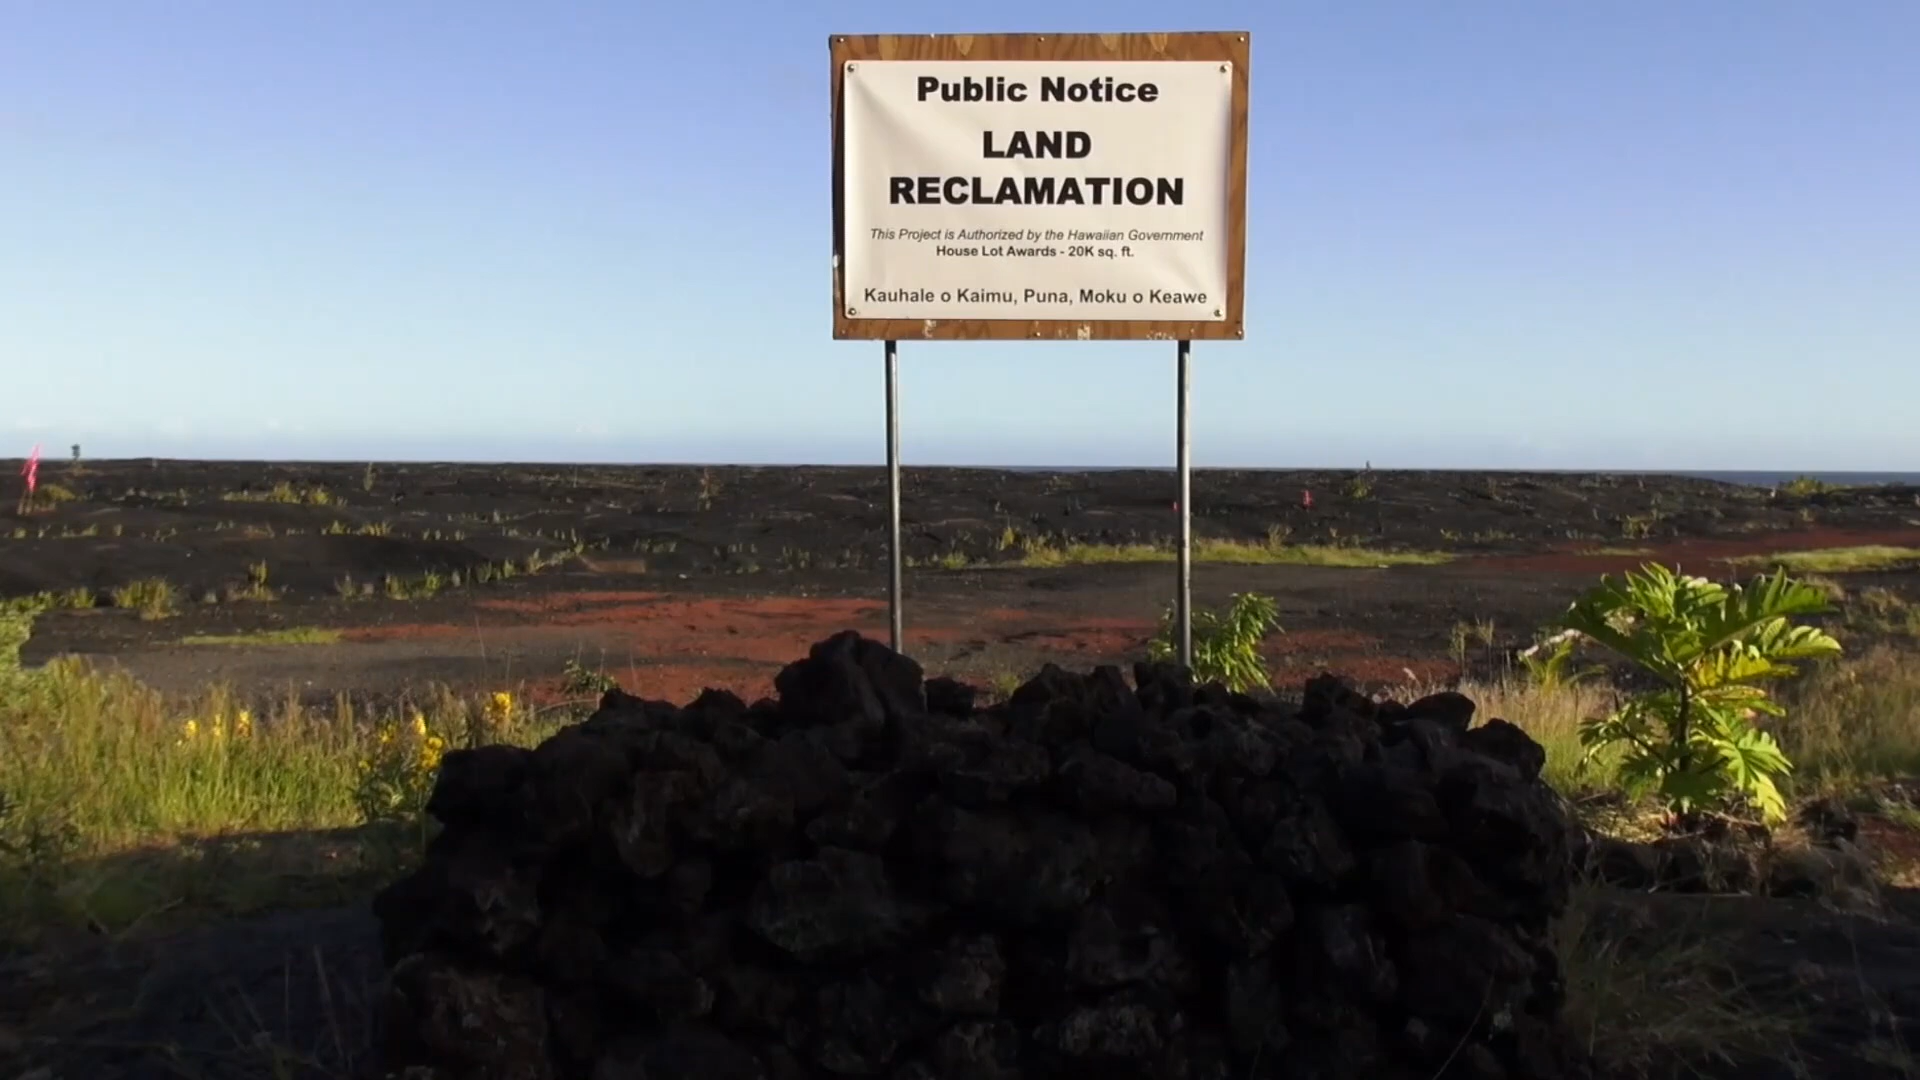 Public Notice
LAND
RECLAMATION
This Project is Authorized by the Hawaiian Government
House Lot Awards - 20K sq. ft.
Kauhale o Kaimu, Puna, Moku o Keawe